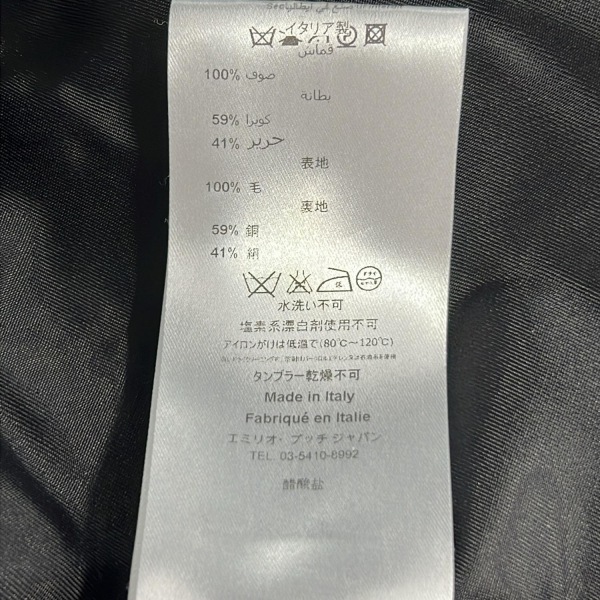 イタリア製
قماش
100% صوف
بطانة
59% كوبرا
41% حرير
表地
100% 毛
裏地
59% 銅
41% 絹
水洗い不可
塩素系漂白剤使用不可
アイロンがけは低温で(80℃~120℃)
タンブラー乾燥不可
Made in Italy
Fabriqué en Italie
エミリオ・プッチ ジャパン
TEL. 03-5410-8992
醋酸盐